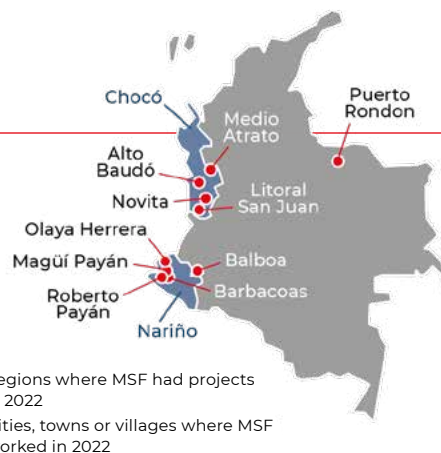 Chocó
Puerto
Rondon
Medio
Atrato
Alto
Baudó
Novita
Litoral
San Juan
Olaya Herrera
Magüí Payán
Balboa
Barbacoas
Roberto
Payán
Nariño
egions where MSF had projects
2022
ities, towns or villages where MSF
orked in 2022